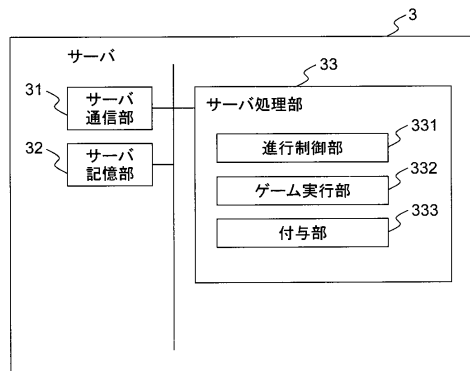 3
サーバ
31
サーバ
通信部
32
サーバ
記憶部
33
サーバ処理部
331
進行制御部
332
ゲーム実行部
333
付与部